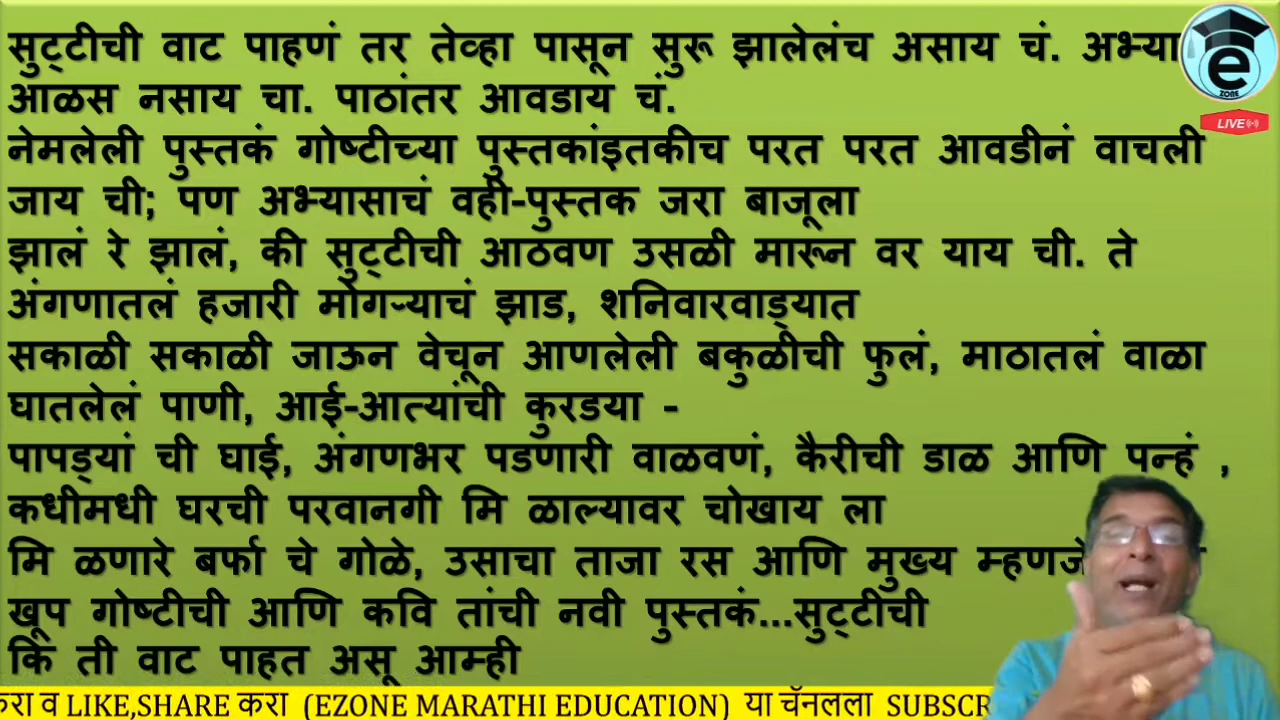 सुट्टीची वाट पाहणं तर तेव्हा पासून सुरू झालेलंच असाय चं. अभ्या
आळस नसाय चा. पाठांतर आवडाय चं.
नेमलेली पुस्तकं गोष्टीच्या पुस्तकांइतकीच परत परत आवडीनं वाचली
जाय ची; पण अभ्यासाचं वही-पुस्तक जरा बाजूला
झालं रे झालं, की सुट्टीची आठवण उसळी मारून वर याय ची. ते
अंगणातलं हजारी मोगऱ्याचं झाड, शनिवारवाड्यात
सकाळी सकाळी जाऊन वेचून आणलेली बकुळीची फुलं, माठातलं वाळा
घातलेलं पाणी, आई-आत्यांची कुरडया -
पापड्यां ची घाई, अंगणभर पडणारी वाळवणं, कैरीची डाळ आणि पन्हं ,
कधीमधी घरची परवानगी मि ळाल्यावर चोखाय ला
मि ळणारे बर्फा चे गोळे, उसाचा ताजा रस आणि मुख्य म्हणजे
खूप गोष्टीची आणि कवि तांची नवी पुस्तकं...सुट्टीची
कि ती वाट पाहत असू आम्ही
e
ZONE
LIVE
करा व LIKE,SHARE करा (EZONE MARATHI EDUCATION) या चॅनलला SUBSCR